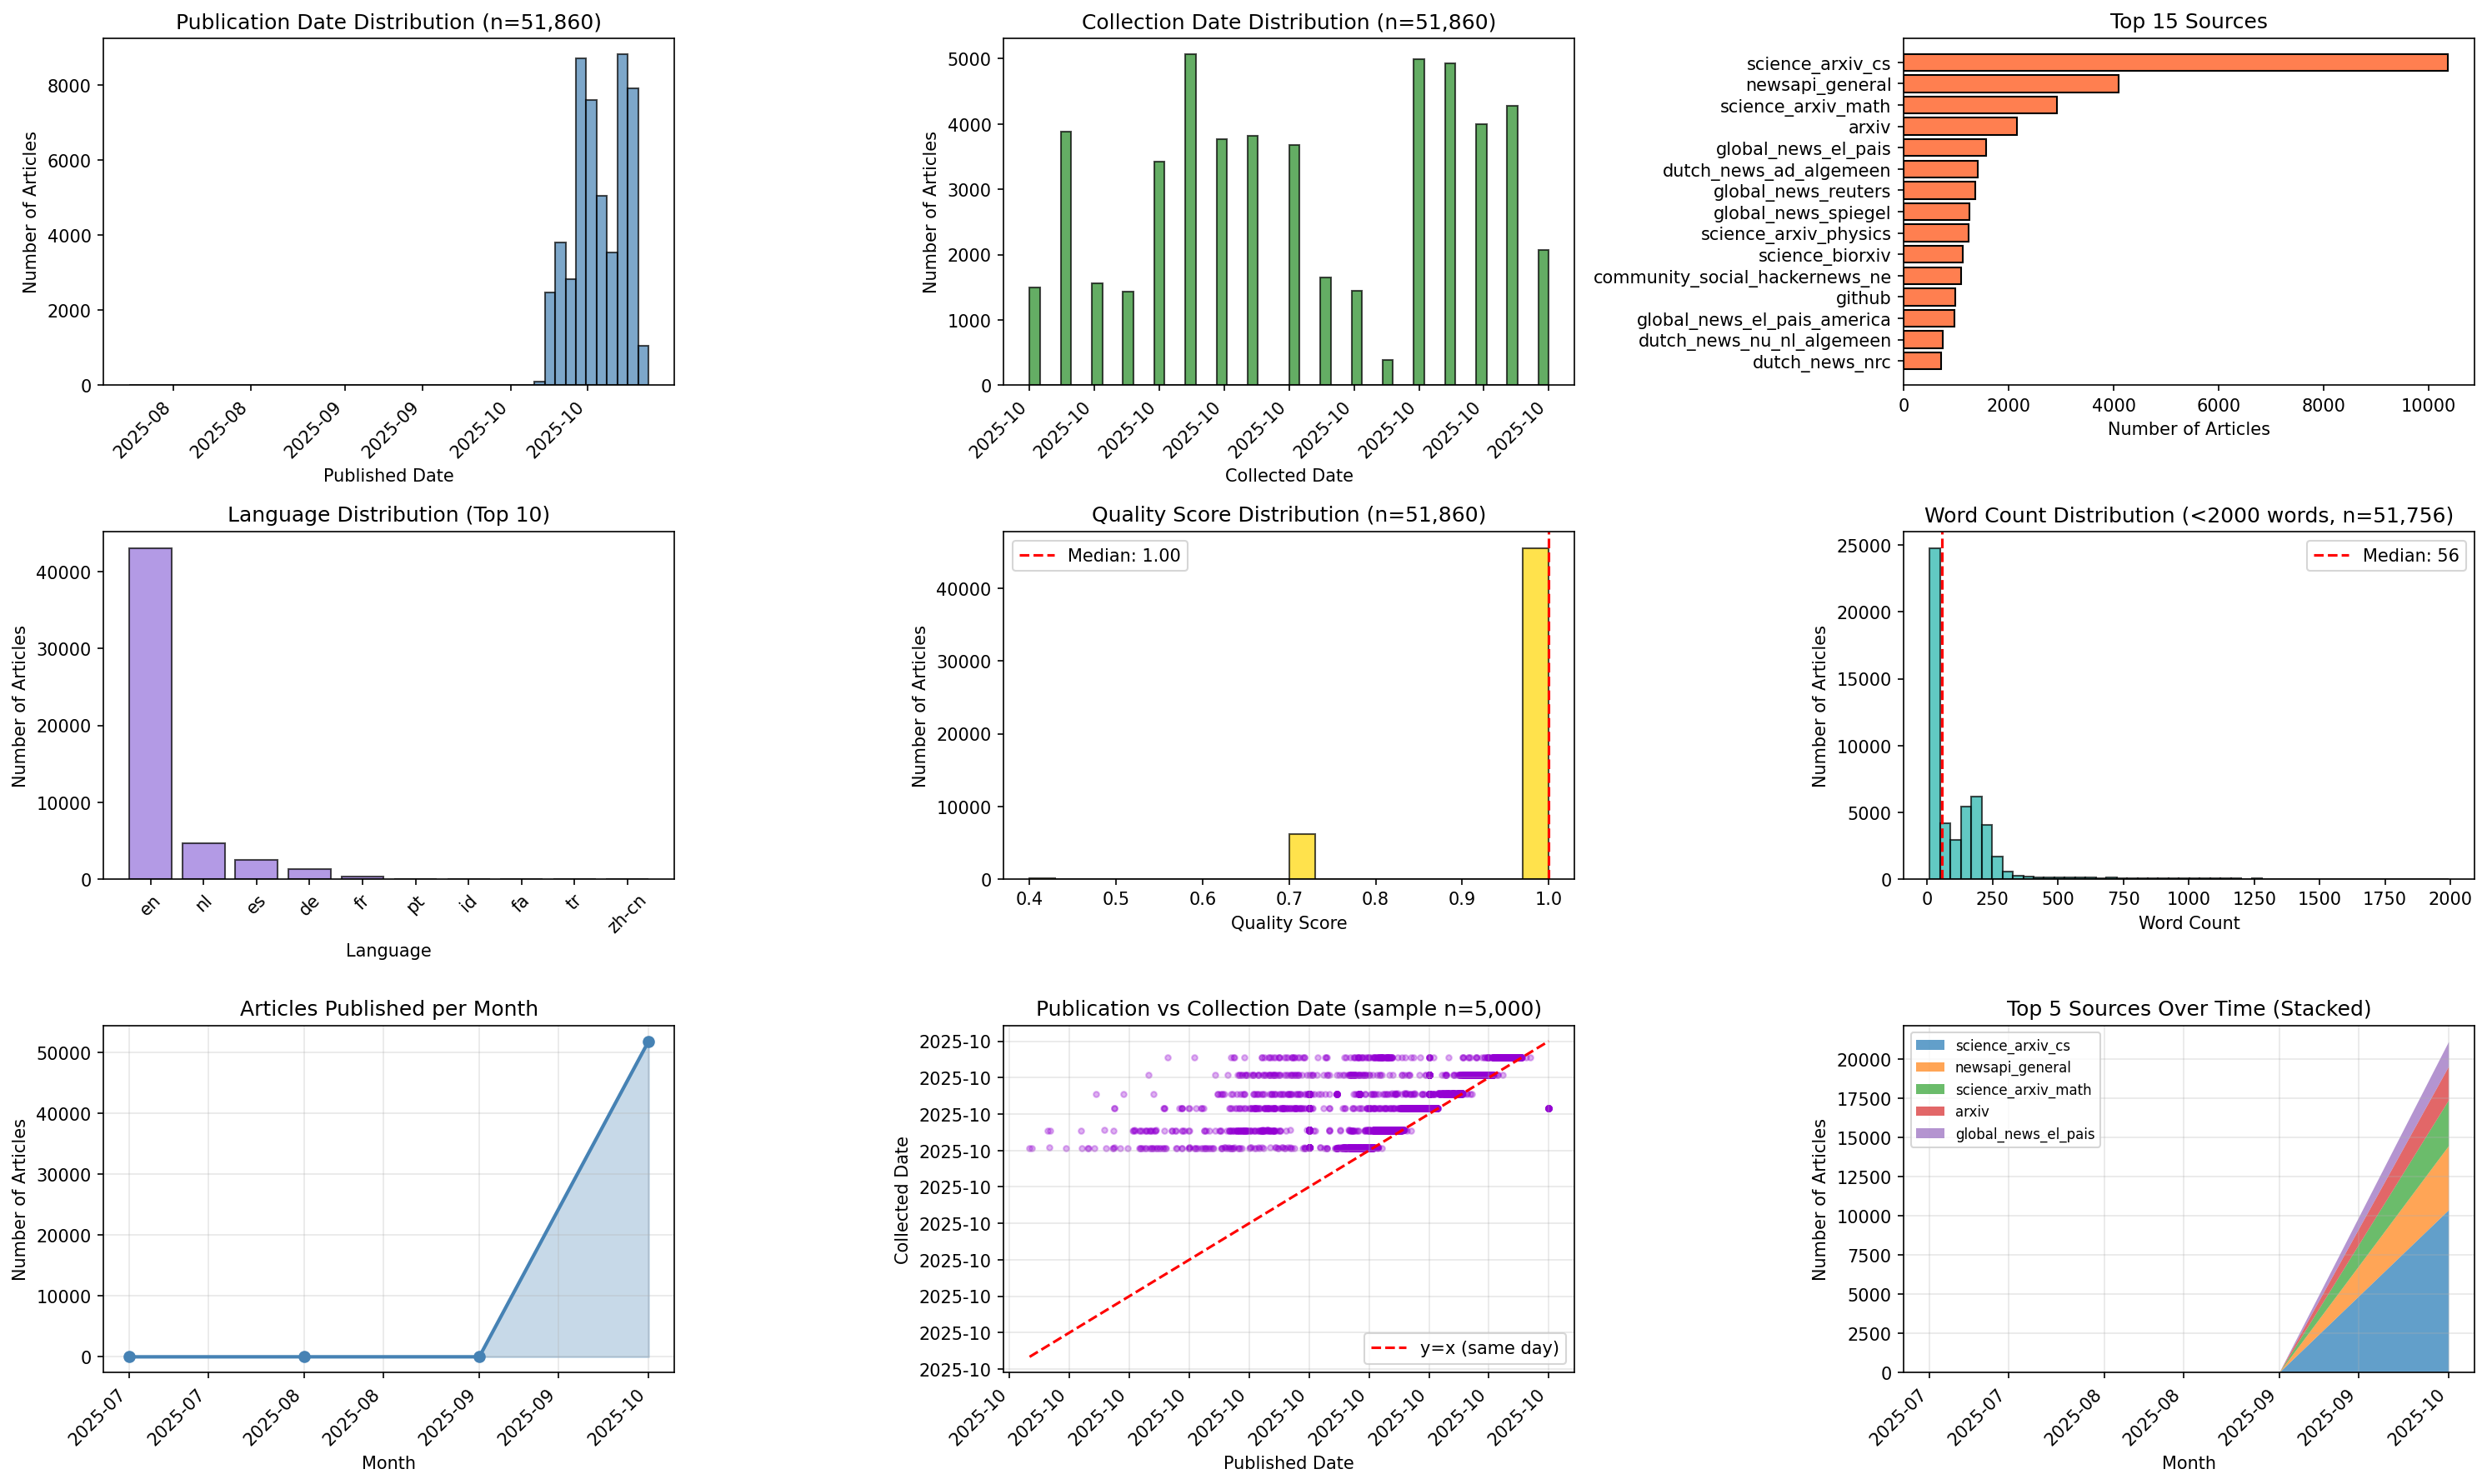 Publication Date Distribution (n=51,860)
Number of Articles
8000
6000
4000
2000
0
2025-08
2025-08
2025-09
2025-09
2025-10
2025-10
Published Date
Collection Date Distribution (n=51,860)
Number of Articles
5000
4000
3000
2000
1000
0
2025-10
2025-10
2025-10
2025-10
2025-10
2025-10
2025-10
2025-10
2025-10
Collected Date
Top 15 Sources
science_arxiv_cs
newsapi_general
science_arxiv_math
arxiv
global_news_el_pais
dutch_news_ad_algemeen
global_news_reuters
global_news_spiegel
science_arxiv_physics
science_biorxiv
community_social_hackernews_ne
github
global_news_el_pais_america
dutch_news_nu_nl_algemeen
dutch_news_nrc
0
2000
4000
6000
8000
10000
Number of Articles
Language Distribution (Top 10)
Number of Articles
40000
30000
20000
10000
0
en
nl
es
de
fr
pt
id
fa
tr
zh-cn
Language
Quality Score Distribution (n=51,860)
Median: 1.00
Number of Articles
40000
30000
20000
10000
0
0.4
0.5
0.6
0.7
0.8
0.9
1.0
Quality Score
Word Count Distribution (<2000 words, n=51,756)
Median: 56
Number of Articles
25000
20000
15000
10000
5000
0
0
250
500
750
1000
1250
1500
1750
2000
Word Count
Articles Published per Month
Number of Articles
50000
40000
30000
20000
10000
0
2025-07
2025-07
2025-08
2025-08
2025-09
2025-09
2025-10
Month
Publication vs Collection Date (sample n=5,000)
Collected Date
2025-10
2025-10
2025-10
2025-10
2025-10
2025-10
2025-10
2025-10
2025-10
2025-10
y=x (same day)
2025-10
2025-10
2025-10
2025-10
2025-10
2025-10
2025-10
2025-10
2025-10
2025-10
Published Date
Top 5 Sources Over Time (Stacked)
science_arxiv_cs
newsapi_general
science_arxiv_math
arxiv
global_news_el_pais
Number of Articles
20000
17500
15000
12500
10000
7500
5000
2500
0
2025-07
2025-07
2025-08
2025-08
2025-09
2025-09
2025-10
Month